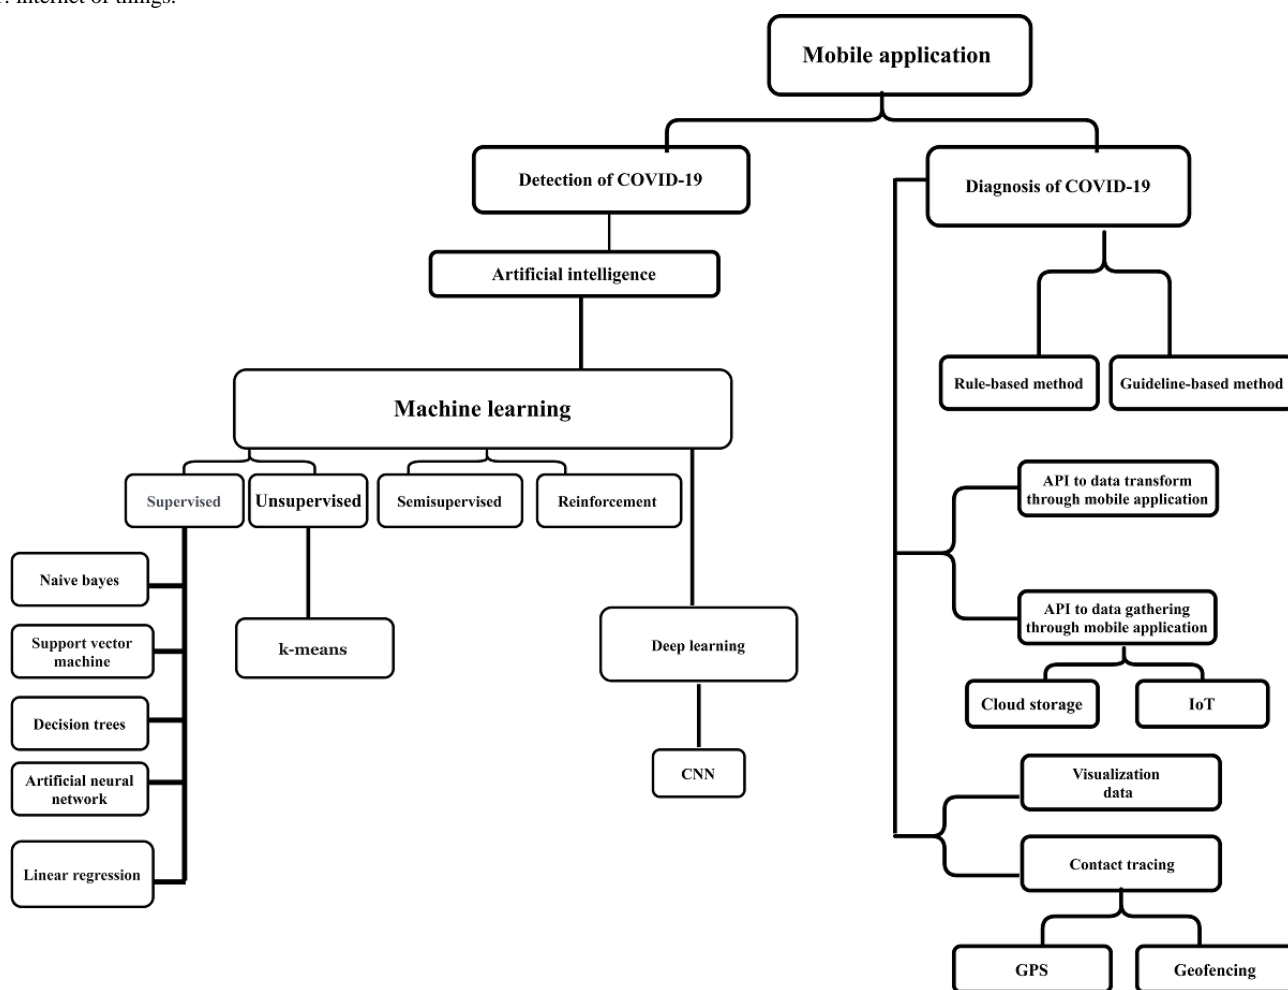 internet of things.
Mobile application
Detection of COVID-19
Diagnosis of COVID-19
Artificial intelligence
Rule-based method
Guideline-based method
Machine learning
Supervised
Unsupervised
Semisupervised
Reinforcement
API to data transform
through mobile application
Naive bayes
Support vector
machine
k-means
Deep learning
API to data gathering
through mobile application
Cloud storage
IoT
Decision trees
CNN
Artificial neural
network
Visualization
data
Linear regression
Contact tracing
GPS
Geofencing